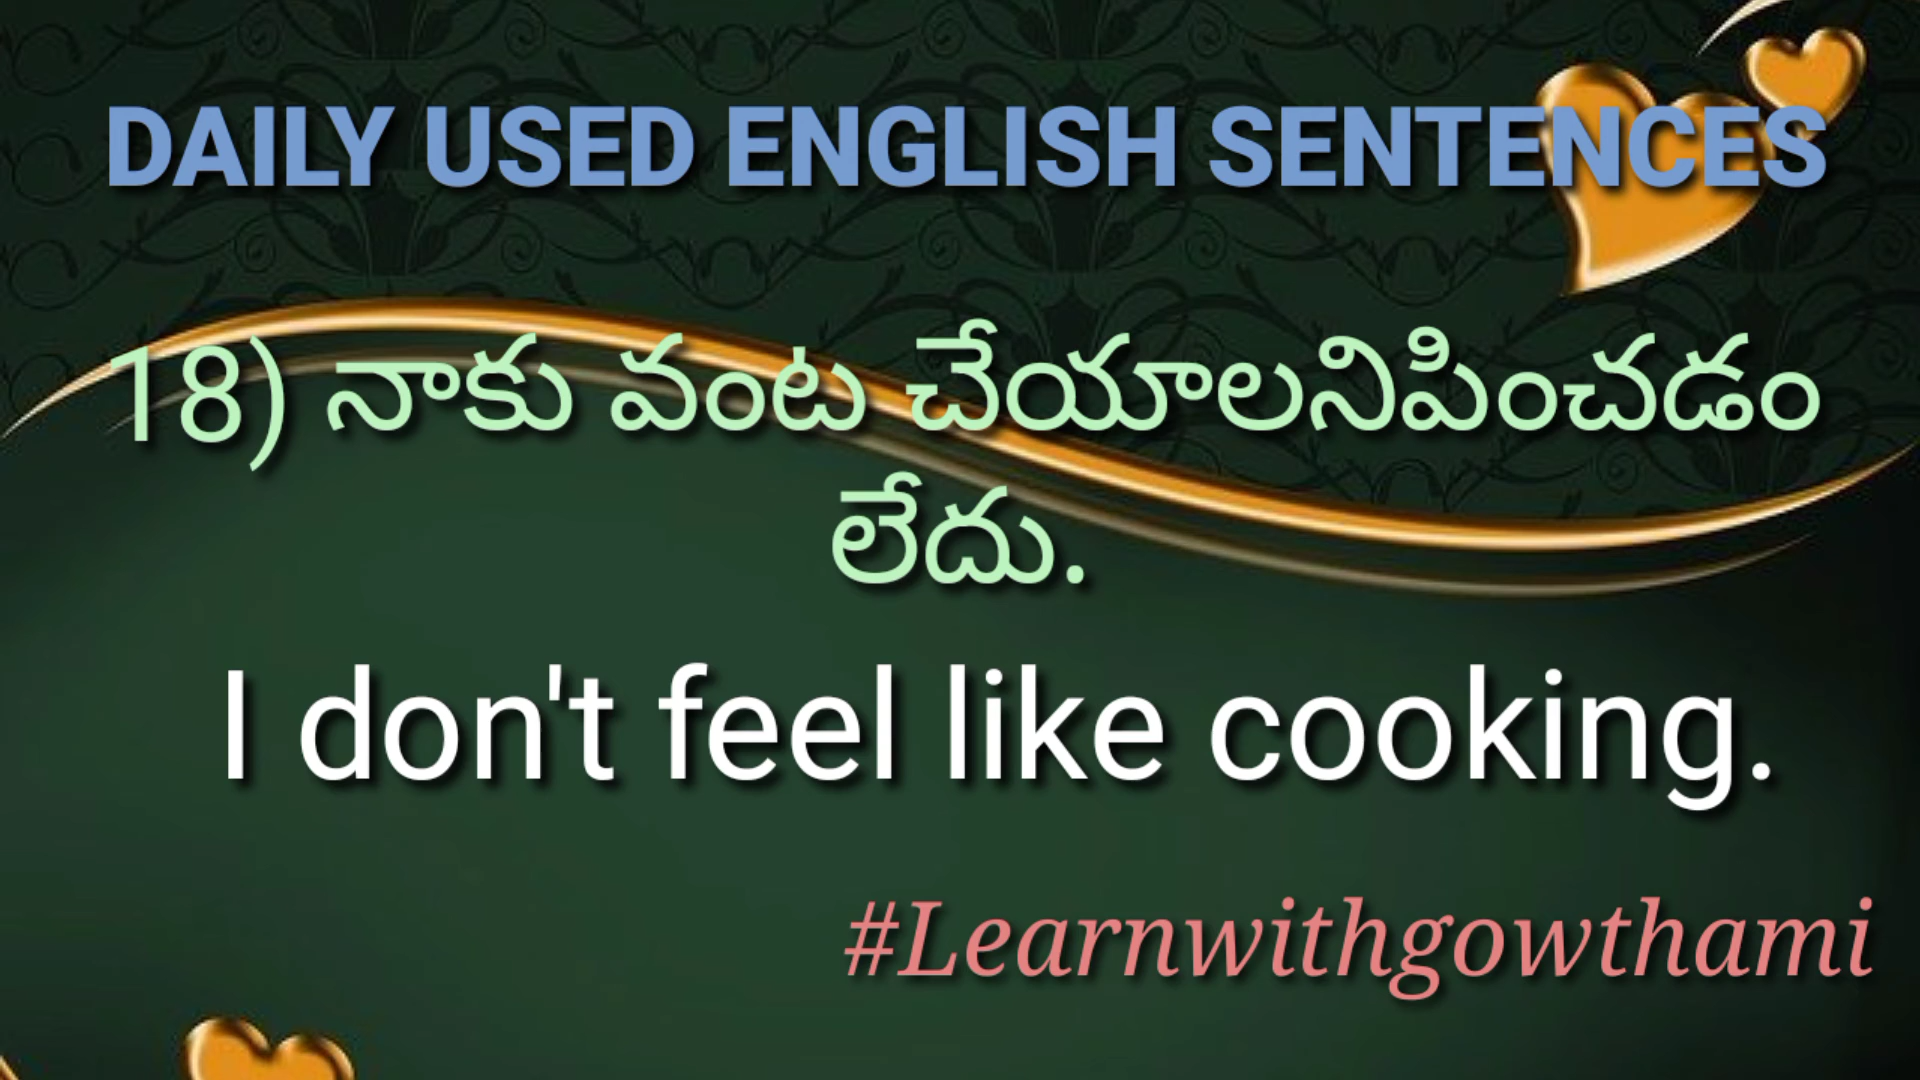 DAILY USED ENGLISH SENTENCES
18) నాకు వంట చేయాలనిపించడం
లేదు.
I don't feel like cooking.
#Learnwithgowthami